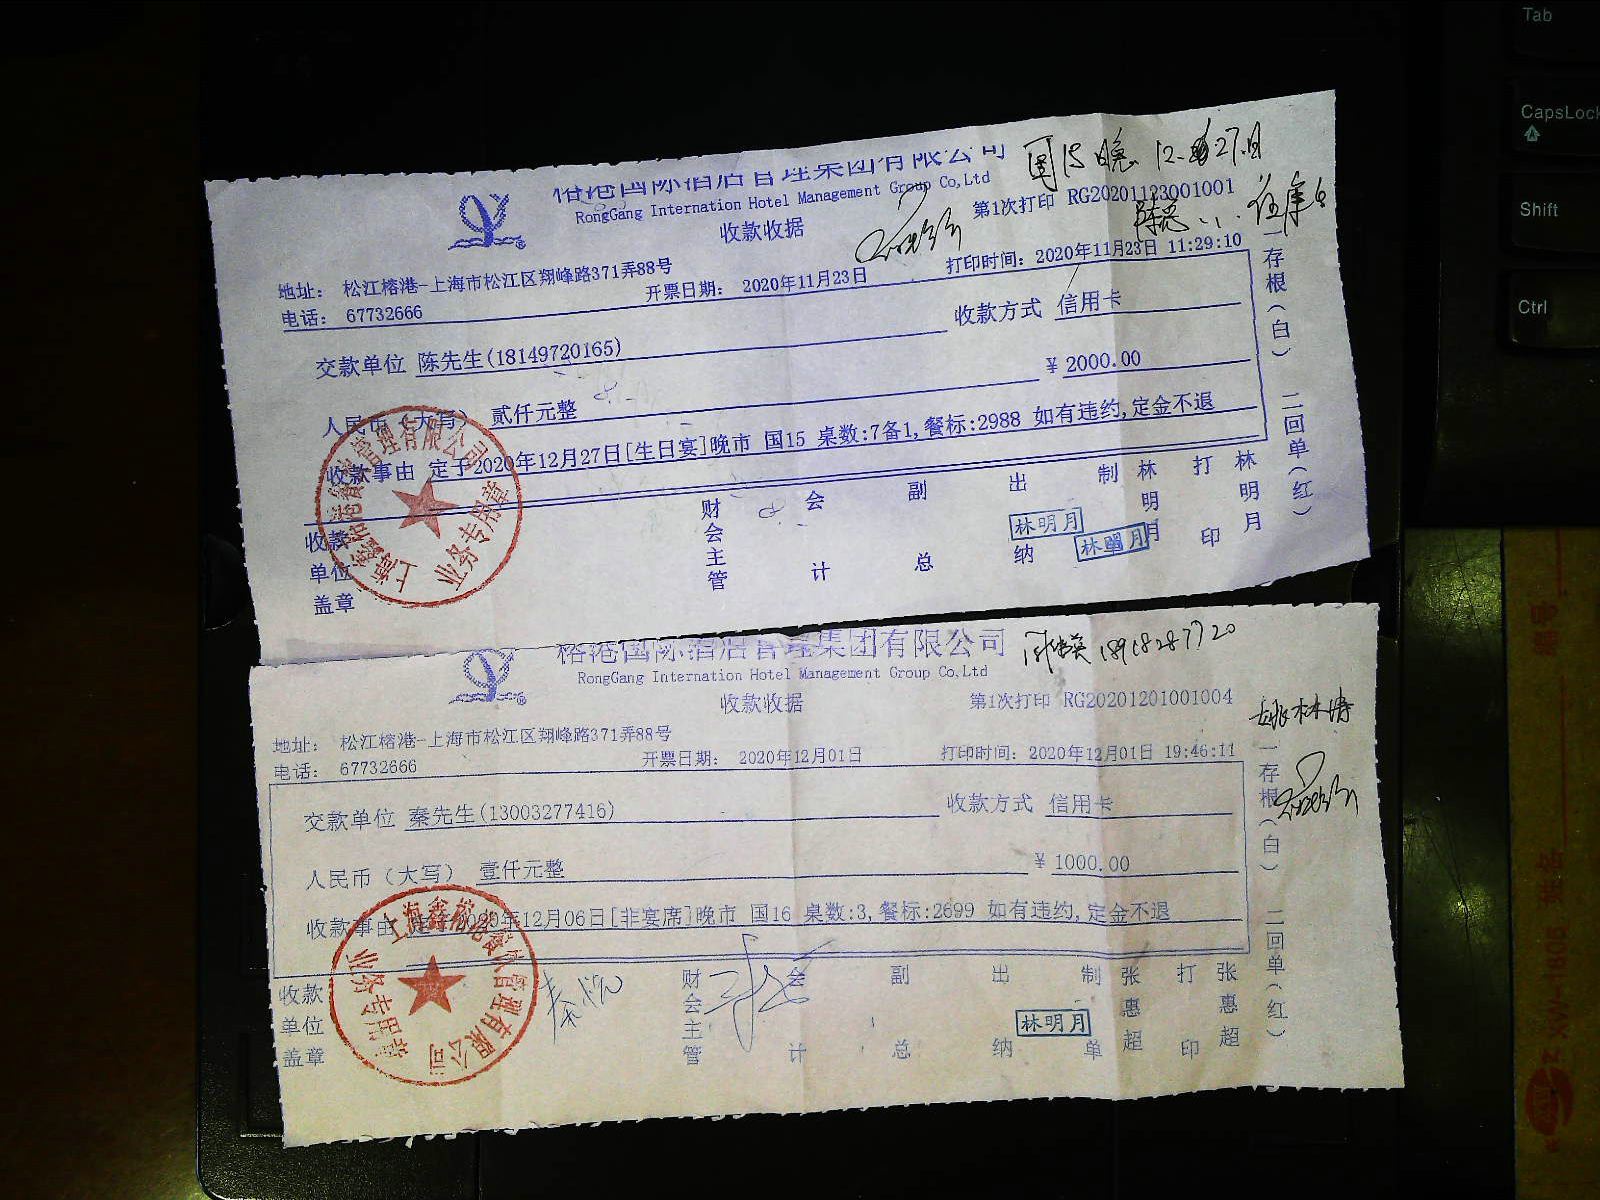 榕港国际酒店管理集团有限公司
国15晚 12.27日
RongGang Internation Hotel Management Group Co,Ltd
收款收据
第1次打印 RG20201123001001
地址： 松江榕港-上海市松江区翔峰路371弄88号
电话： 67732666
开票日期： 2020年11月23日
打印时间：2020年11月23日 11:29:10
交款单位 陈先生(18149720165)
收款方式 信用卡
人民币（大写） 贰仟元整
￥2000.00
收款事由 定于2020年12月27日[生日宴]晚市 国15 桌数:7备1,餐标:2988 如有违约,定金不退
收款单位盖章
财会主管
会计
副总
出纳
林明月
制
林明月
林明月
打印
林明月
一存根（白） 二回单（红）
业务专用章
榕港国际酒店管理集团有限公司
18918287720
RongGang Internation Hotel Management Group Co,Ltd
收款收据
第1次打印 RG20201201001004
姚林涛
地址： 松江榕港-上海市松江区翔峰路371弄88号
电话： 67732666
开票日期： 2020年12月01日
打印时间：2020年12月01日 19:46:11
交款单位 秦先生(13003277416)
收款方式 信用卡
人民币（大写） 壹仟元整
￥1000.00
收款事由 定于2020年12月06日[非宴席]晚市 国16 桌数:3,餐标:2699 如有违约,定金不退
收款单位盖章
秦悦
财会主管
会计
副总
出纳
林明月
制单
张惠超
打印
张惠超
一存根（白） 二回单（红）
业务专用章
Tab
CapsLock
Shift
Ctrl